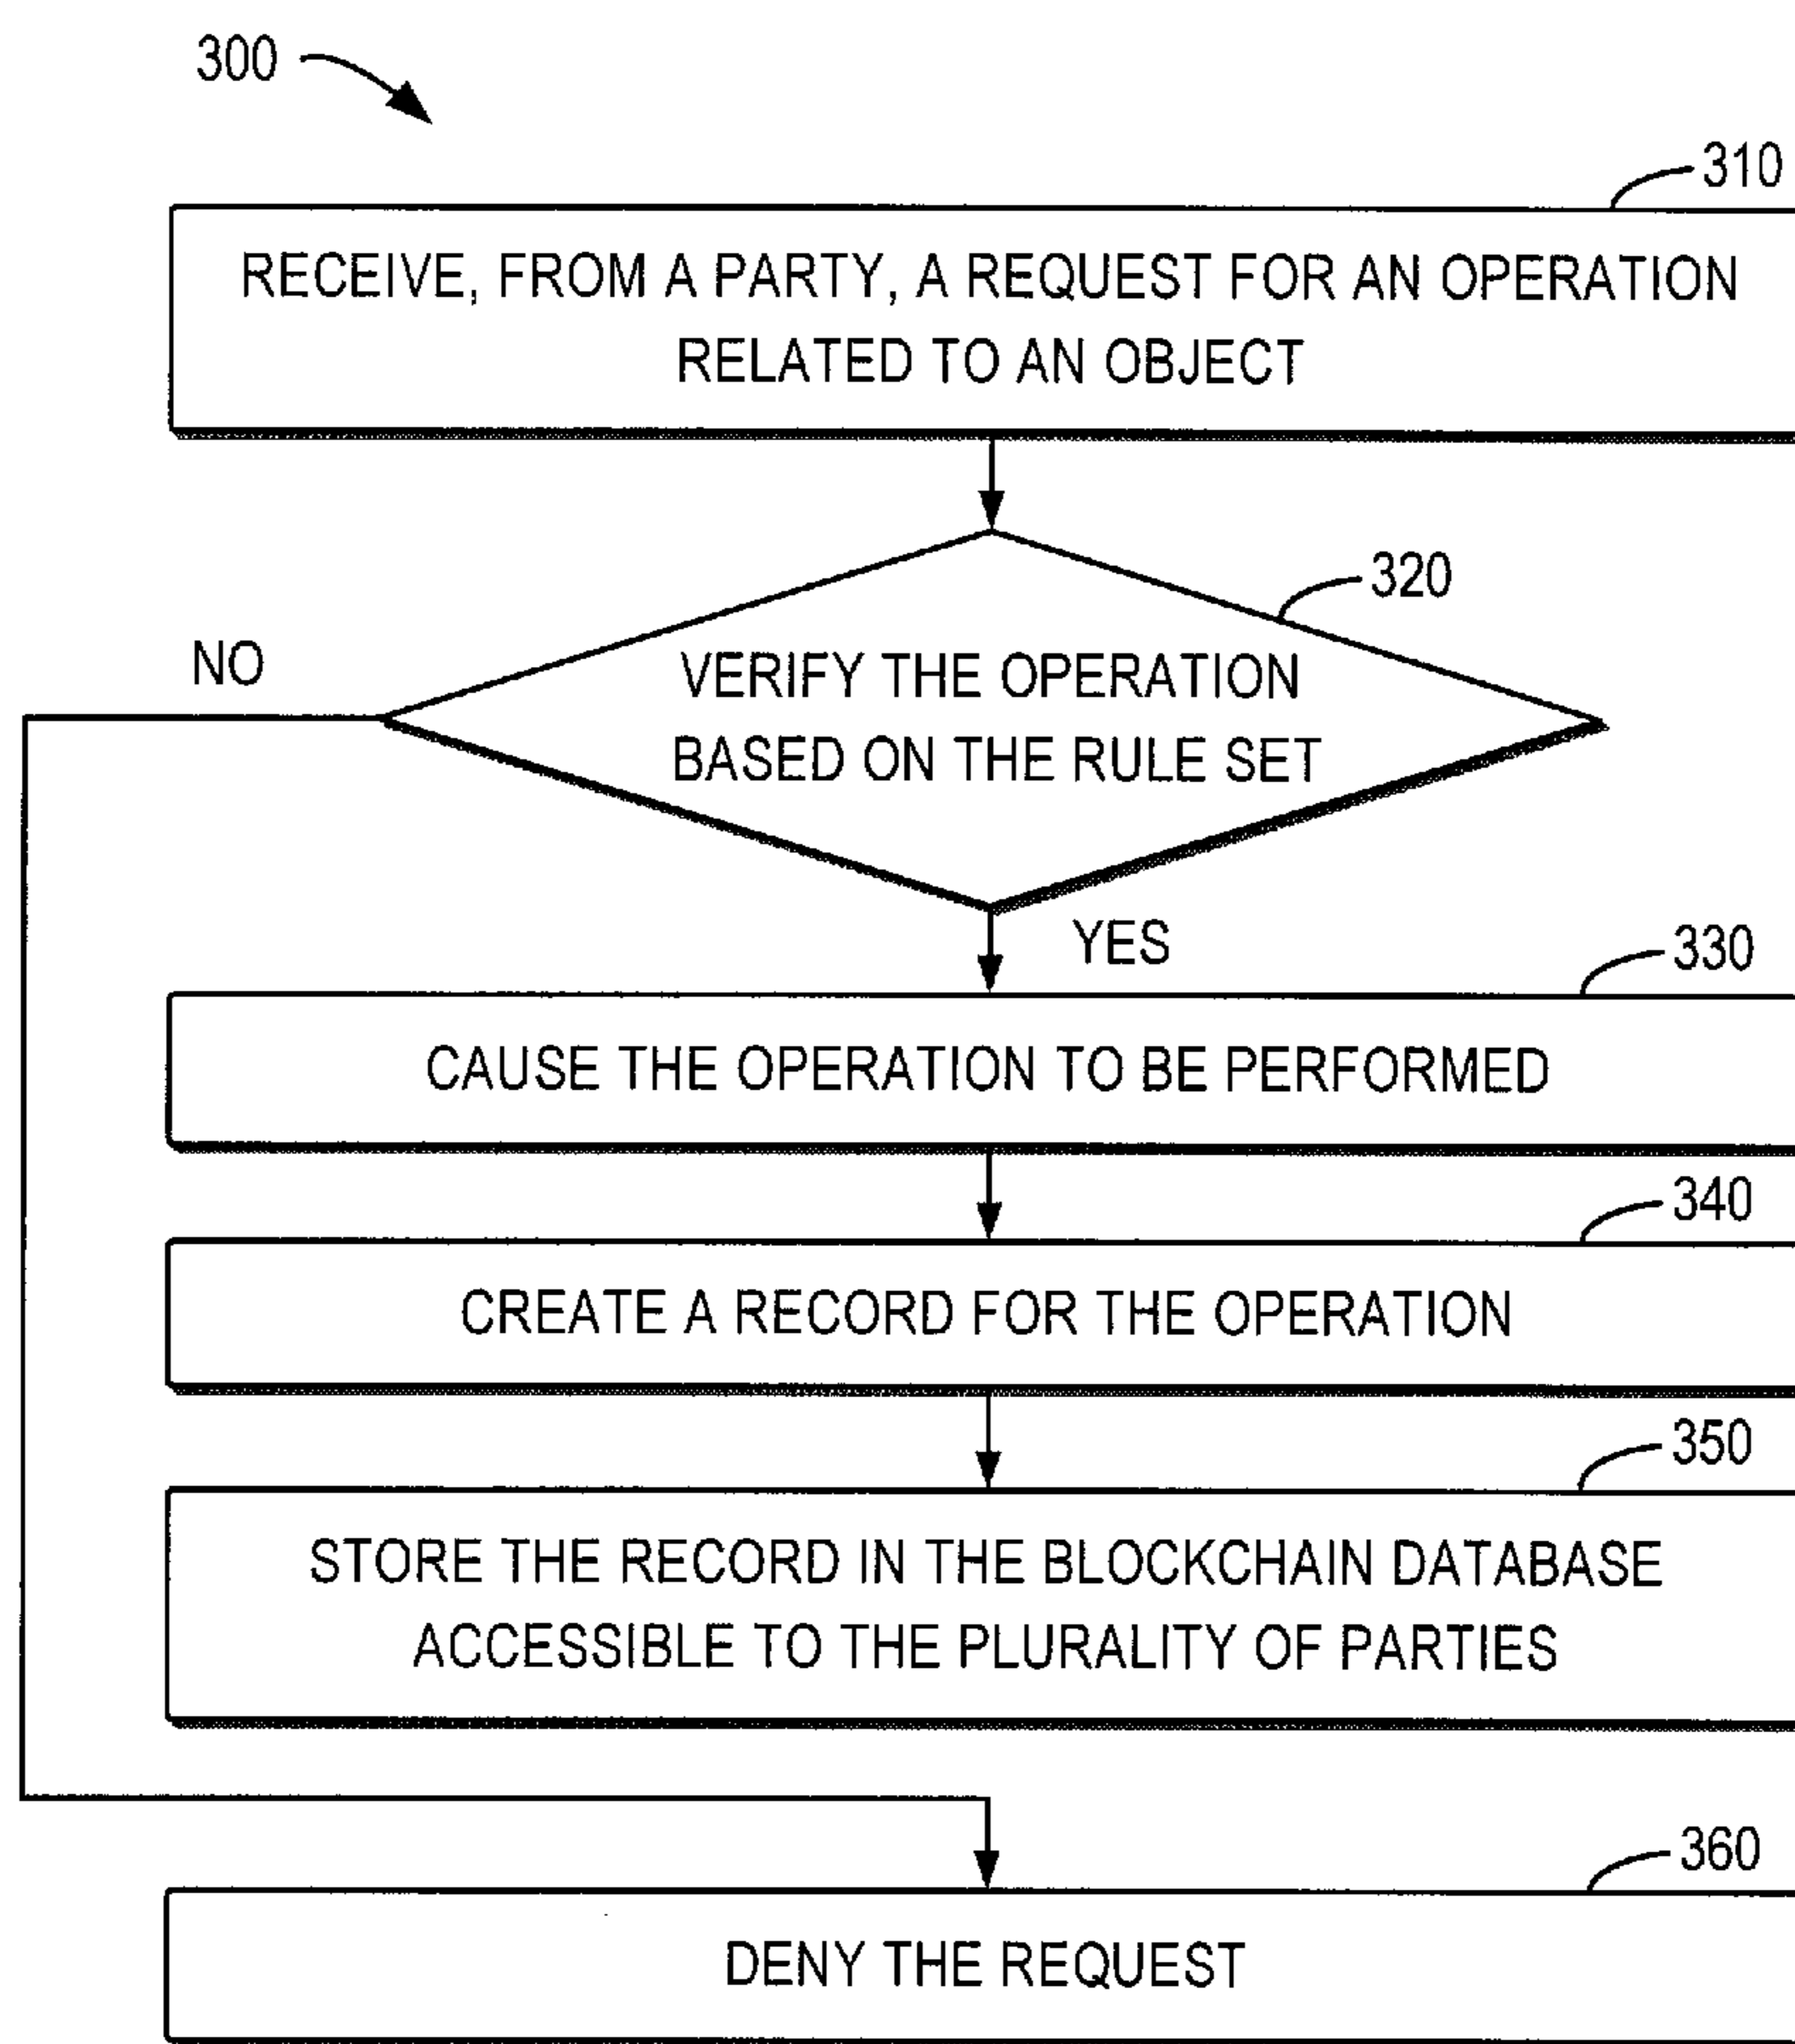 300
310
RECEIVE, FROM A PARTY, A REQUEST FOR AN OPERATION
RELATED TO AN OBJECT
320
NO
VERIFY THE OPERATION
BASED ON THE RULE SET
YES
330
CAUSE THE OPERATION TO BE PERFORMED
340
CREATE A RECORD FOR THE OPERATION
350
STORE THE RECORD IN THE BLOCKCHAIN DATABASE
ACCESSIBLE TO THE PLURALITY OF PARTIES
360
DENY THE REQUEST